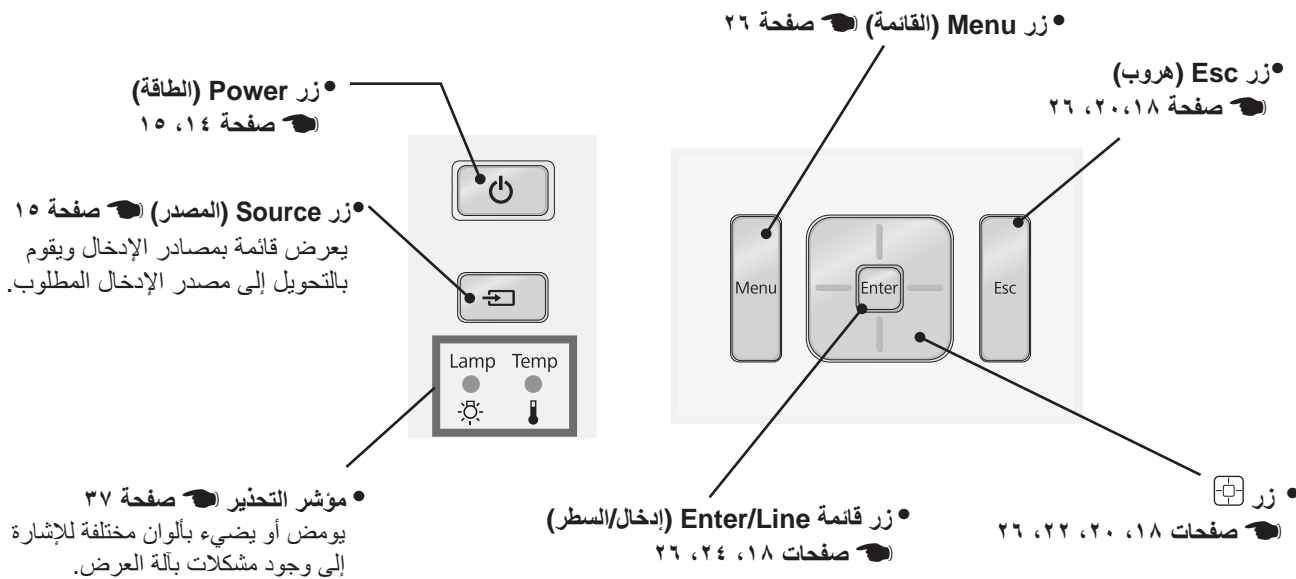 ●زر Menu (القائمة) ☚ صفحة ٢٦
●زر Esc (هروب)
☚ صفحة ١٨،٢٠، ٢٦
●زر Power (الطاقة)
☚ صفحة ١٤، ١٥
●زر Source (المصدر) ☚ صفحة ١٥
يعرض قائمة بمصادر الإدخال ويقوم
بالتحويل إلى مصدر الإدخال المطلوب.
Menu
Enter
Esc
Lamp Temp
●مؤشر التحذير ☚ صفحة ٣٧
يومض أو يضيء بألوان مختلفة للإشارة
إلى وجود مشكلات بآلة العرض.
●زر قائمة Enter/Line (إدخال/السطر)
☚ صفحات ١٨، ٢٤، ٢٦
● زر
☚ صفحات ١٨، ٢٠، ٢٢، ٢٦